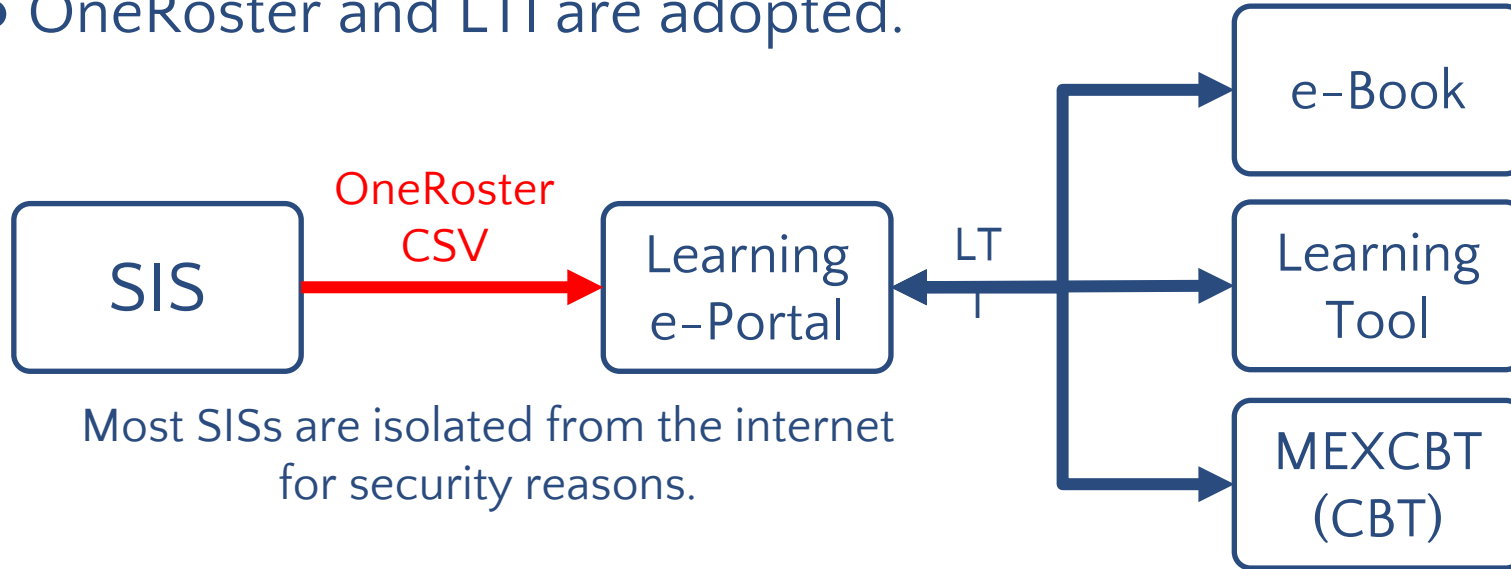 OneRoster and LTI are adopted.
e-Book
OneRoster
CSV
SIS
Learning
e-Portal
LT
I
Learning
Tool
Most SISs are isolated from the internet
for security reasons.
MEXCBT
(CBT)